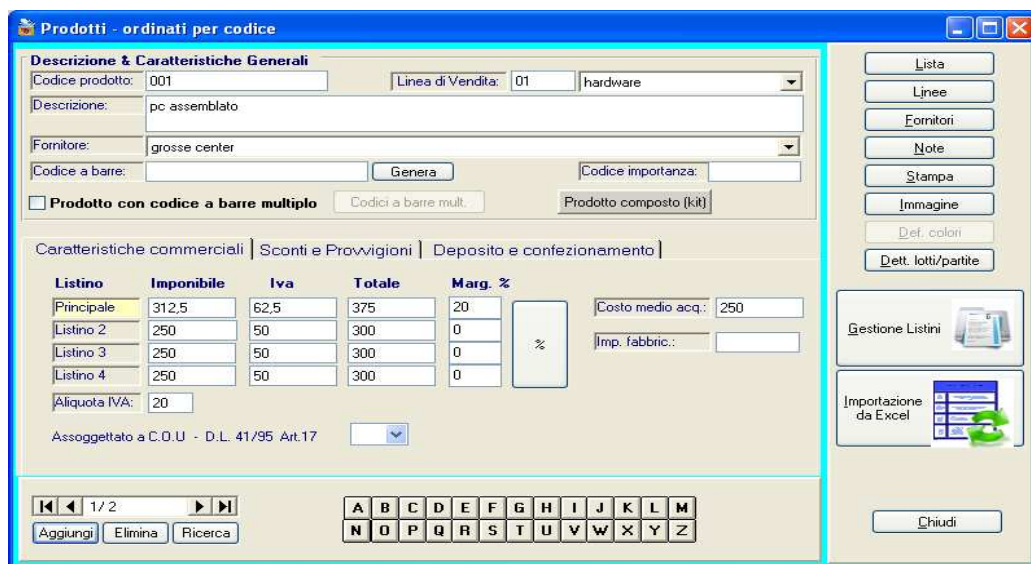 Prodotti - ordinati per codice
Descrizione & Caratteristiche Generali
Codice prodotto: 001 Linea di Vendita: 01 hardware
Descrizione: pc assemblato
Fornitore: grosse center
Codice a barre: Genera Codice importanza:
Prodotto con codice a barre multiplo Codici a barre mult. Prodotto composto (kit)
Caratteristiche commerciali Sconti e Provvigioni Deposito e confezionamento
Listino Imponibile Iva Totale Marg. %
Principale 312,5 62,5 375 20 Costo medio acq.: 250
Listino 2 250 50 300 0
% Imp. fabbric.:
Listino 3 250 50 300 0
Listino 4 250 50 300 0
Aliquota IVA: 20
Assoggettato a C.O.U - D.L. 41/95 Art.17
1/ 2
Aggiungi Elimina Ricerca
A B C D E F G H I J K L M
N O P Q R S T U V W X Y Z
Lista
Linee
Fornitori
Note
Stampa
Immagine
Def. colori
Dett. lotti/partite
Gestione Listini
Importazione
da Excel
Chiudi